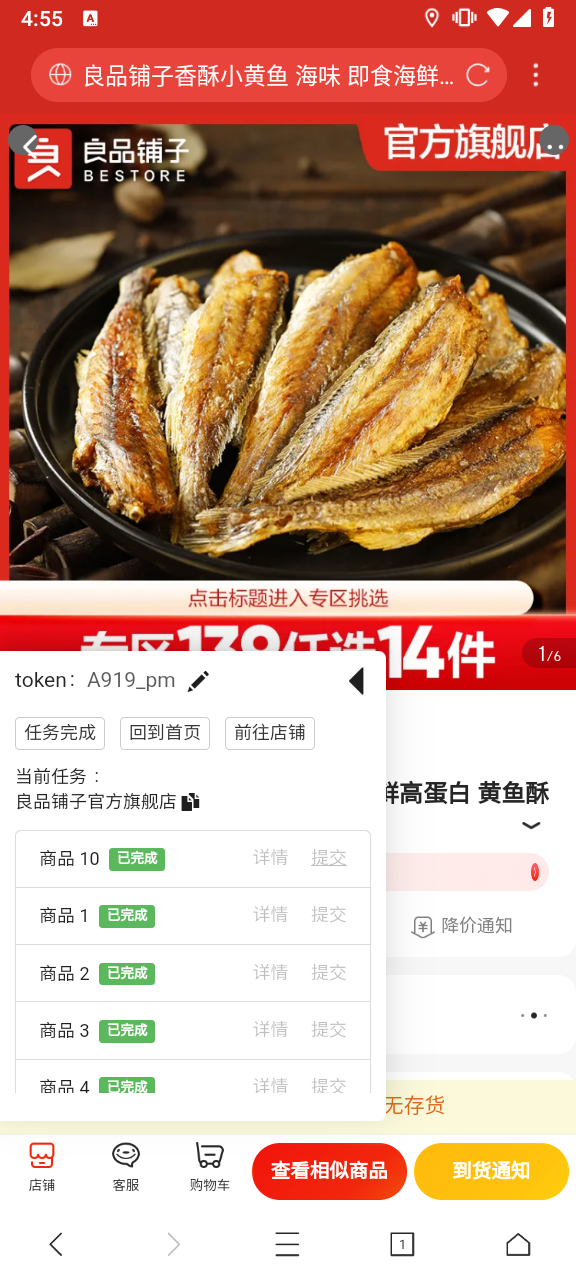 4:55
A
良品铺子香酥小黄鱼 海味 即食海鲜...
良品铺子
BESTORE
官方旗舰店
点击标题进入专区挑选
专区139任选14件
1/6
token: A919_pm
任务完成
回到首页
前往店铺
当前任务：
良品铺子官方旗舰店
鲜高蛋白 黄鱼酥
商品 10 已完成 详情 提交
降价通知
商品 1 已完成 详情 提交
商品 2 已完成 详情 提交
商品 3 已完成 详情 提交
商品 4 已完成 详情 提交
无存货
店铺
客服
购物车
查看相似商品
到货通知
1